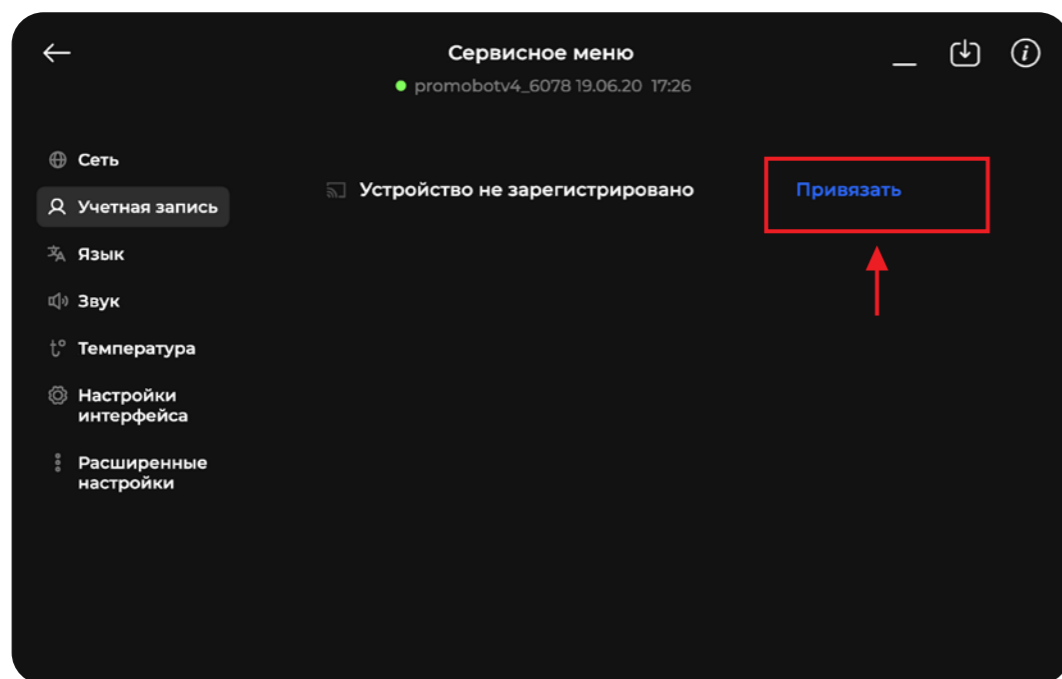 Сервисное меню
promobotv4_6078 19.06.20 17:26
Сеть
Учетная запись
Язык
Звук
t° Температура
Настройки
интерфейса
Расширенные
настройки
Устройство не зарегистрировано
Привязать